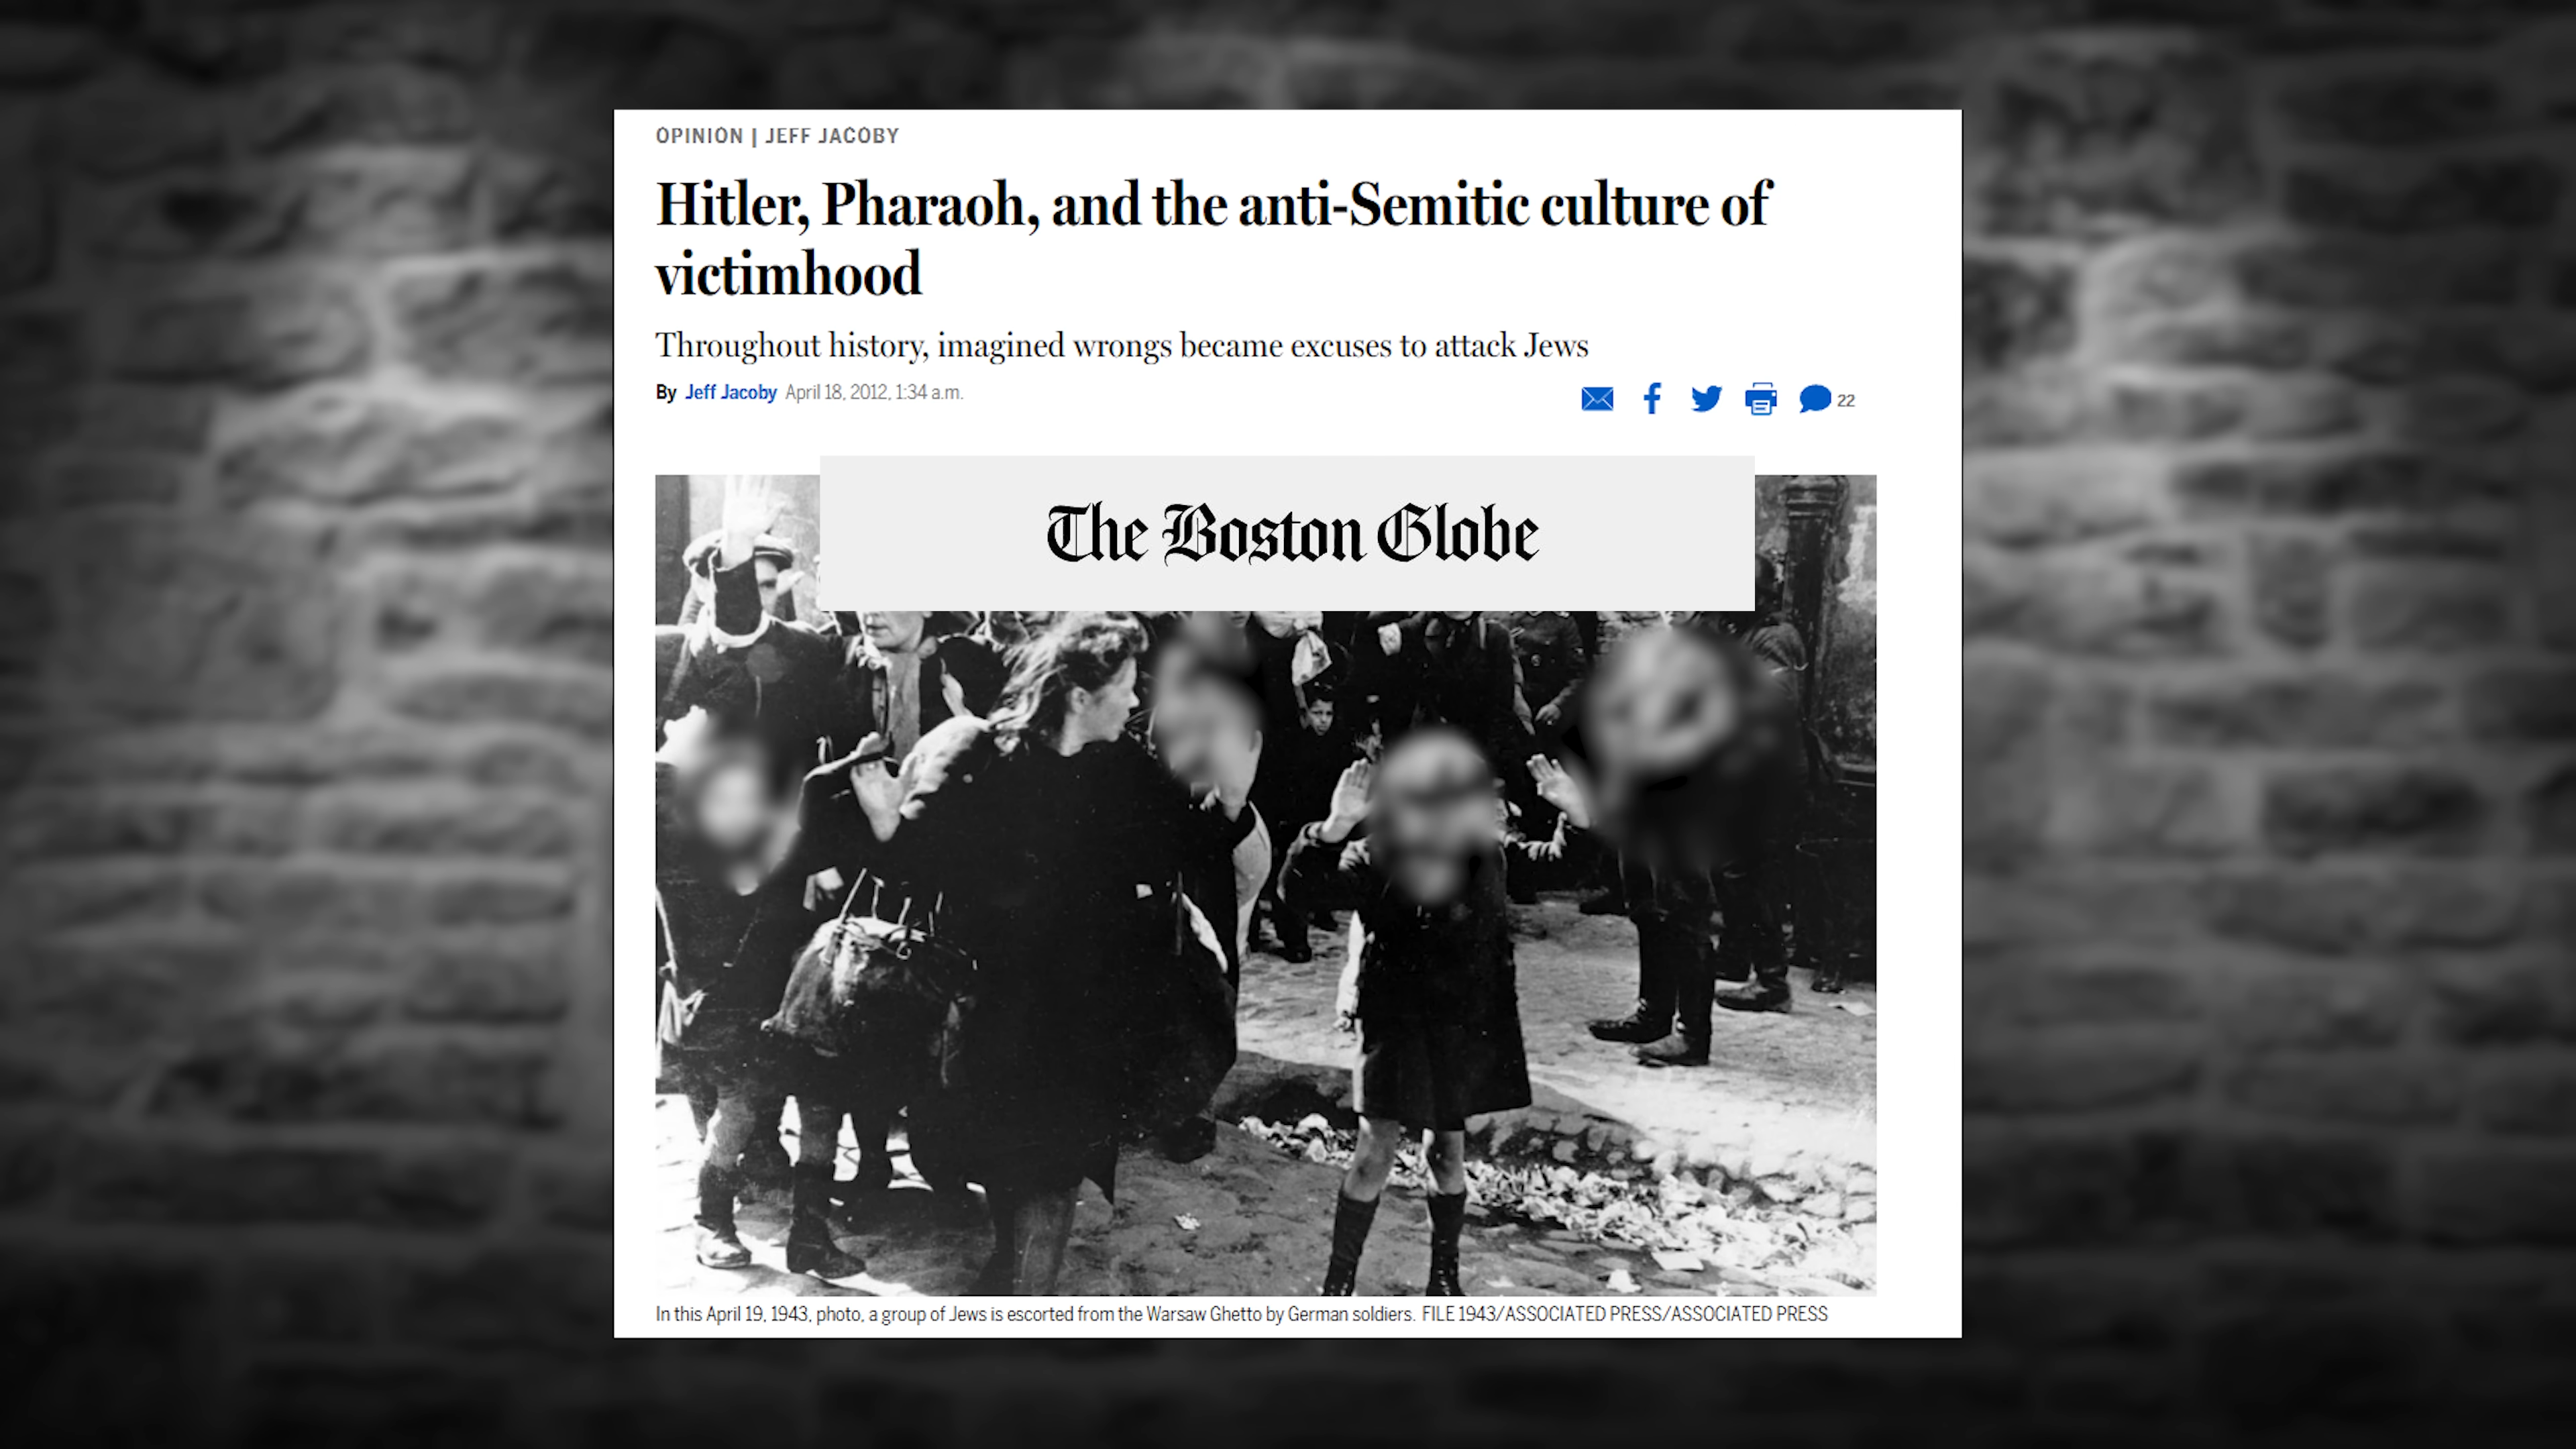 OPINION | JEFF JACOBY
Hitler, Pharaoh, and the anti-Semitic culture of
victimhood
Throughout history, imagined wrongs became excuses to attack Jews
By Jeff Jacoby April 18, 2012, 1:34 a.m.
22
The Boston Globe
In this April 19, 1943, photo, a group of Jews is escorted from the Warsaw Ghetto by German soldiers. FILE 1943/ASSOCIATED PRESS/ASSOCIATED PRESS